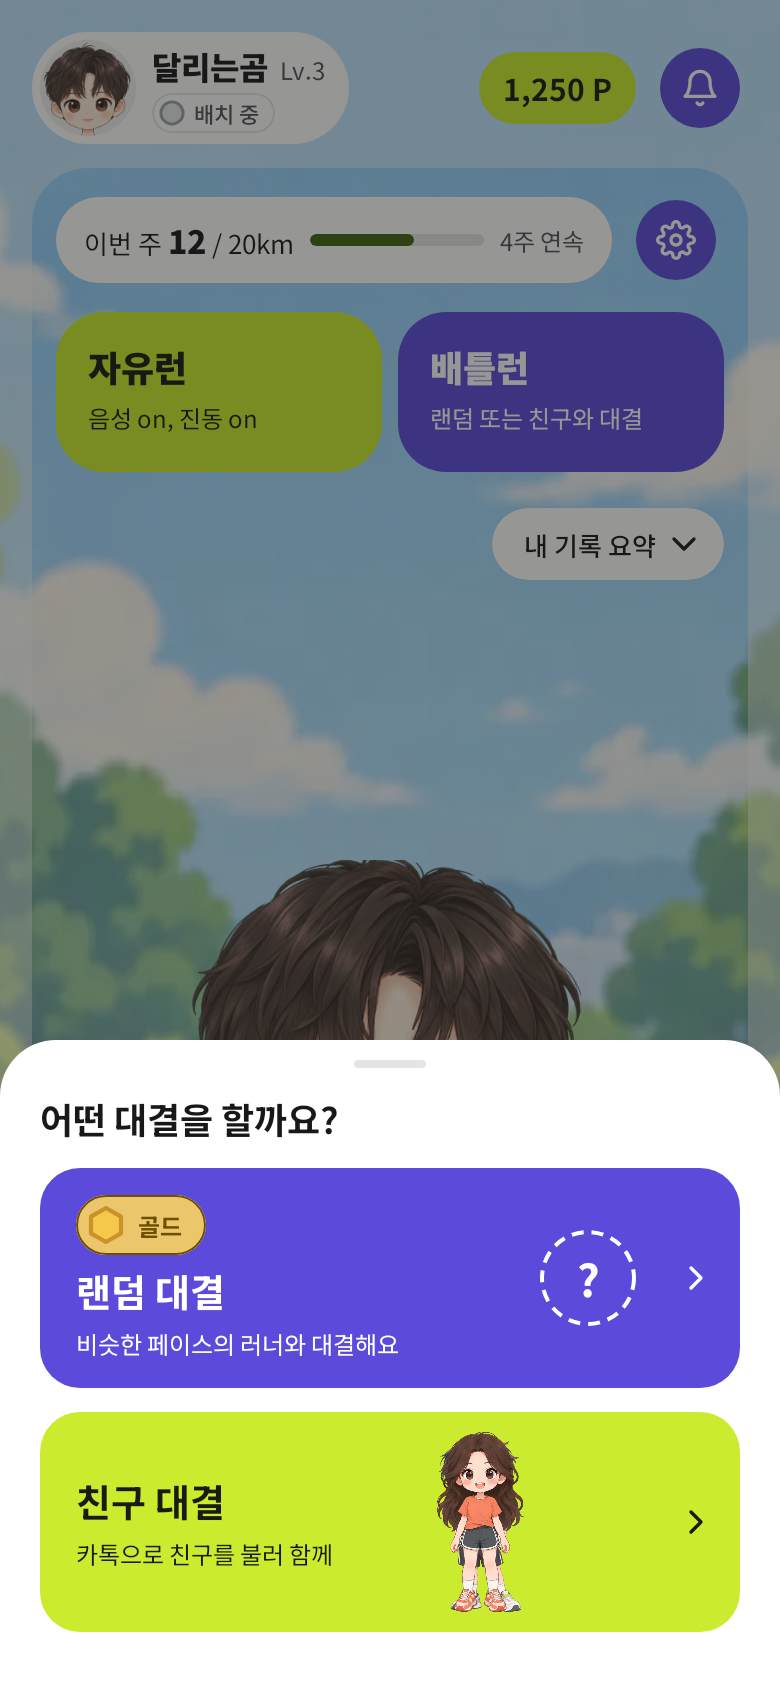 달리는곰 Lv.3
배치 중
1,250 P
이번 주 12 / 20km
4주 연속
자유런
음성 on, 진동 on
배틀런
랜덤 또는 친구와 대결
내 기록 요약
어떤 대결을 할까요?
골드
랜덤 대결
비슷한 페이스의 러너와 대결해요
?
친구 대결
카톡으로 친구를 불러 함께